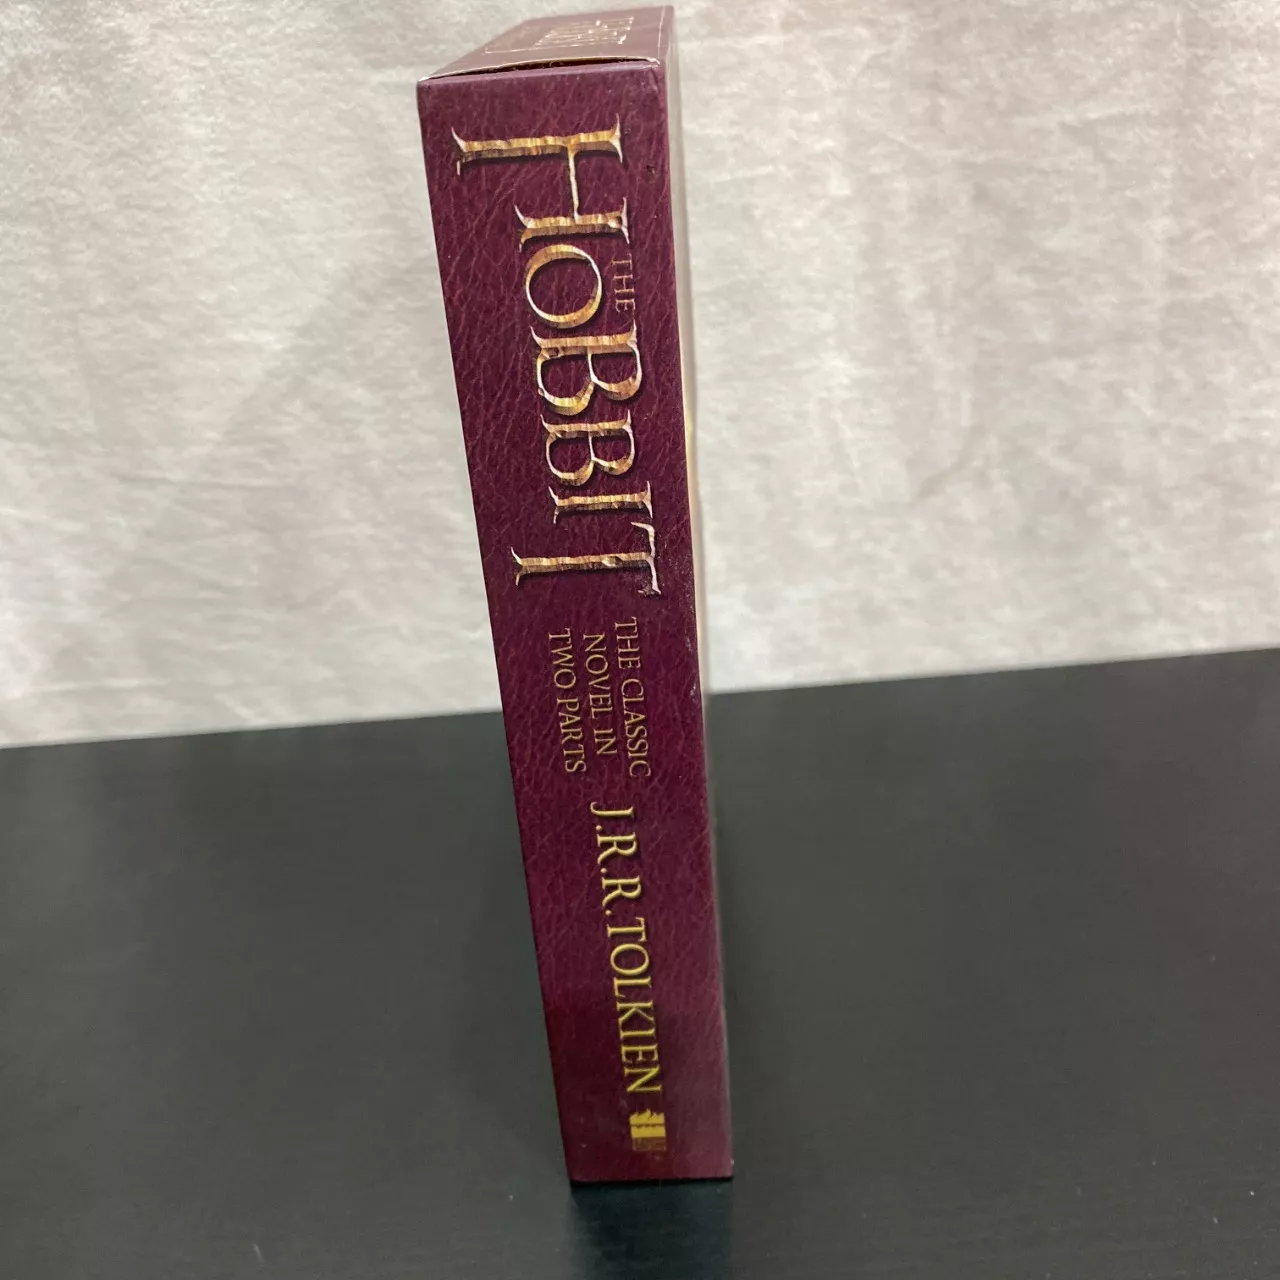 THE
HOBBIT
THE CLASSIC
NOVEL IN
TWO PARTS
J.R.R.TOLKIEN